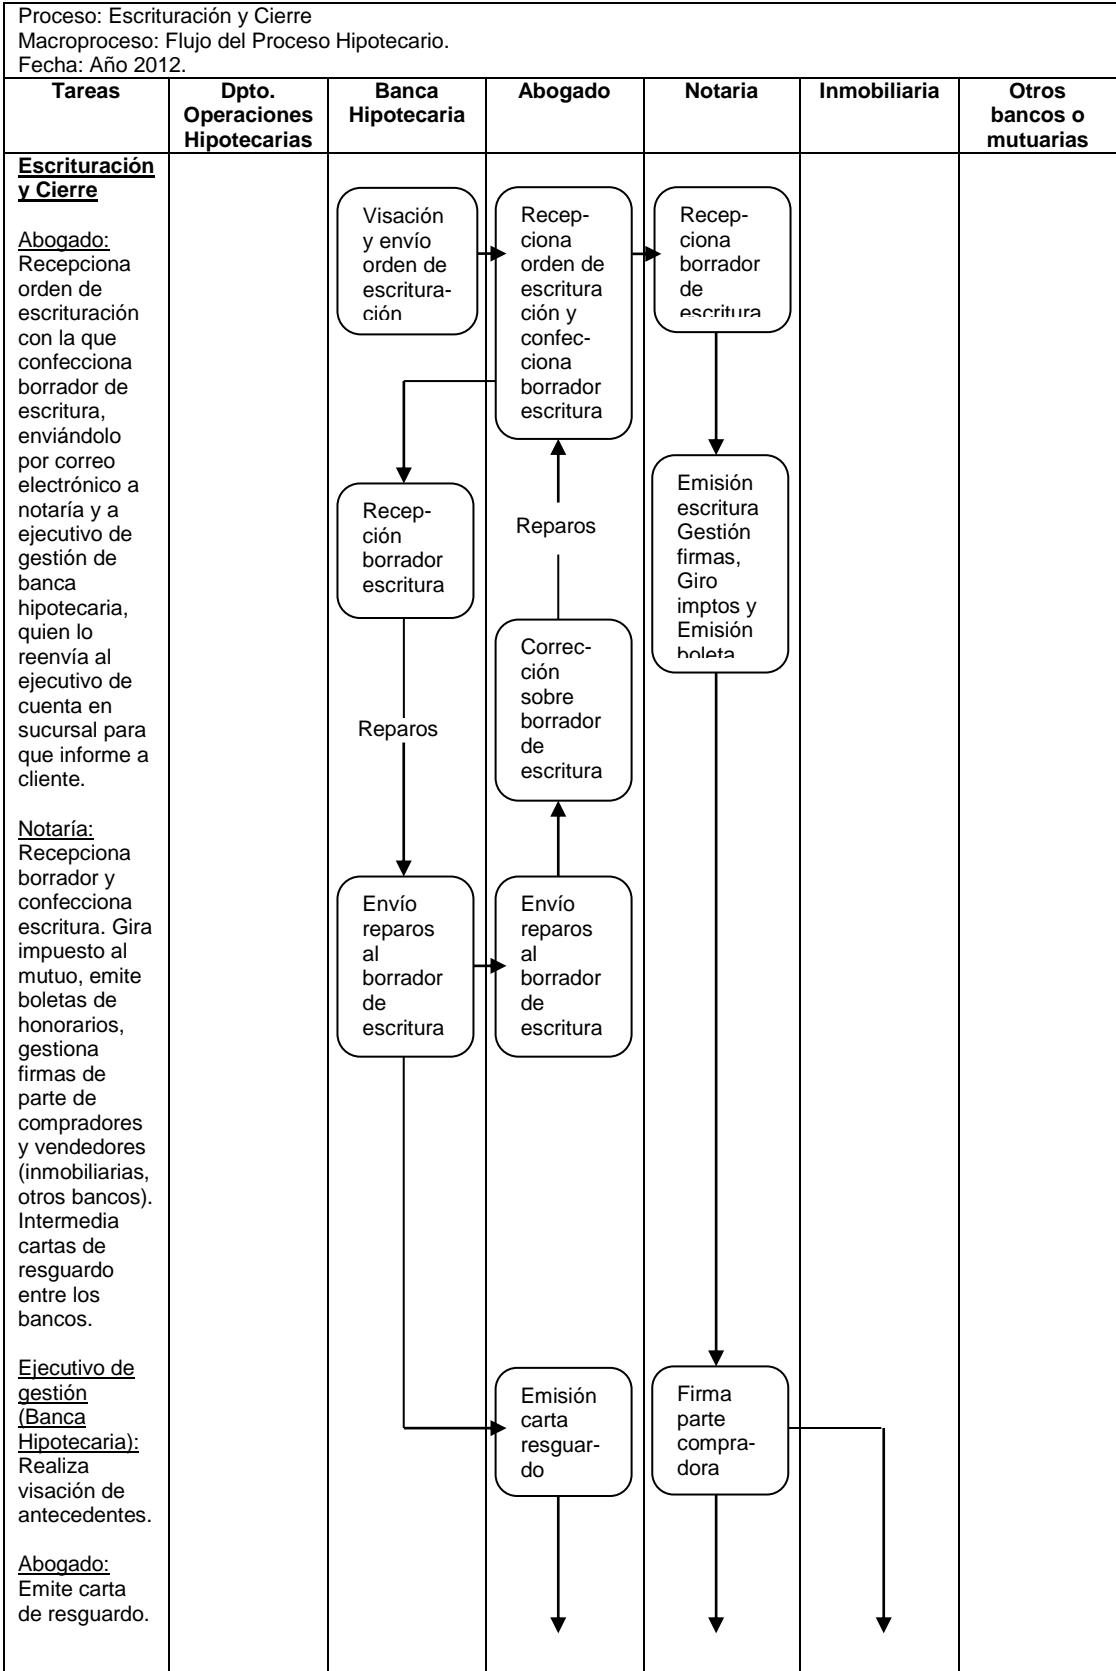 Proceso: Escrituración y Cierre
Macroproceso: Flujo del Proceso Hipotecario.
Fecha: Año 2012.
Tareas
Dpto.
Operaciones
Hipotecarias
Banca
Hipotecaria
Abogado
Notaria
Inmobiliaria
Otros
bancos o
mutuarias
Escrituración
y Cierre
Abogado:
Recepciona
orden de
escrituración
con la que
confecciona
borrador de
escritura,
enviándolo
por correo
electrónico a
notaría y a
ejecutivo de
gestión de
banca
hipotecaria,
quien lo
reenvía al
ejecutivo de
cuenta en
sucursal para
que informe a
cliente.
Notaría:
Recepciona
borrador y
confecciona
escritura. Gira
impuesto al
mutuo, emite
boletas de
honorarios,
gestiona
firmas de
parte de
compradores
y vendedores
(inmobiliarias,
otros bancos).
Intermedia
cartas de
resguardo
entre los
bancos.
Ejecutivo de
gestión
(Banca
Hipotecaria):
Realiza
visación de
antecedentes.
Abogado:
Emite carta
de resguardo.
Visación
y envío
orden de
escritura-
ción
Recep-
ciona
orden de
escritura
ción y
confec-
ciona
borrador
escritura
Recep-
ciona
borrador
de
escritura
Recep-
ción
borrador
escritura
Reparos
Emisión
escritura
Gestión
firmas,
Giro
imptos y
Emisión
boleta
Correc-
ción
sobre
borrador
de
escritura
Reparos
Envío
reparos
al
borrador
de
escritura
Envío
reparos
al
borrador
de
escritura
Emisión
carta
resguar-
do
Firma
parte
compra-
dora